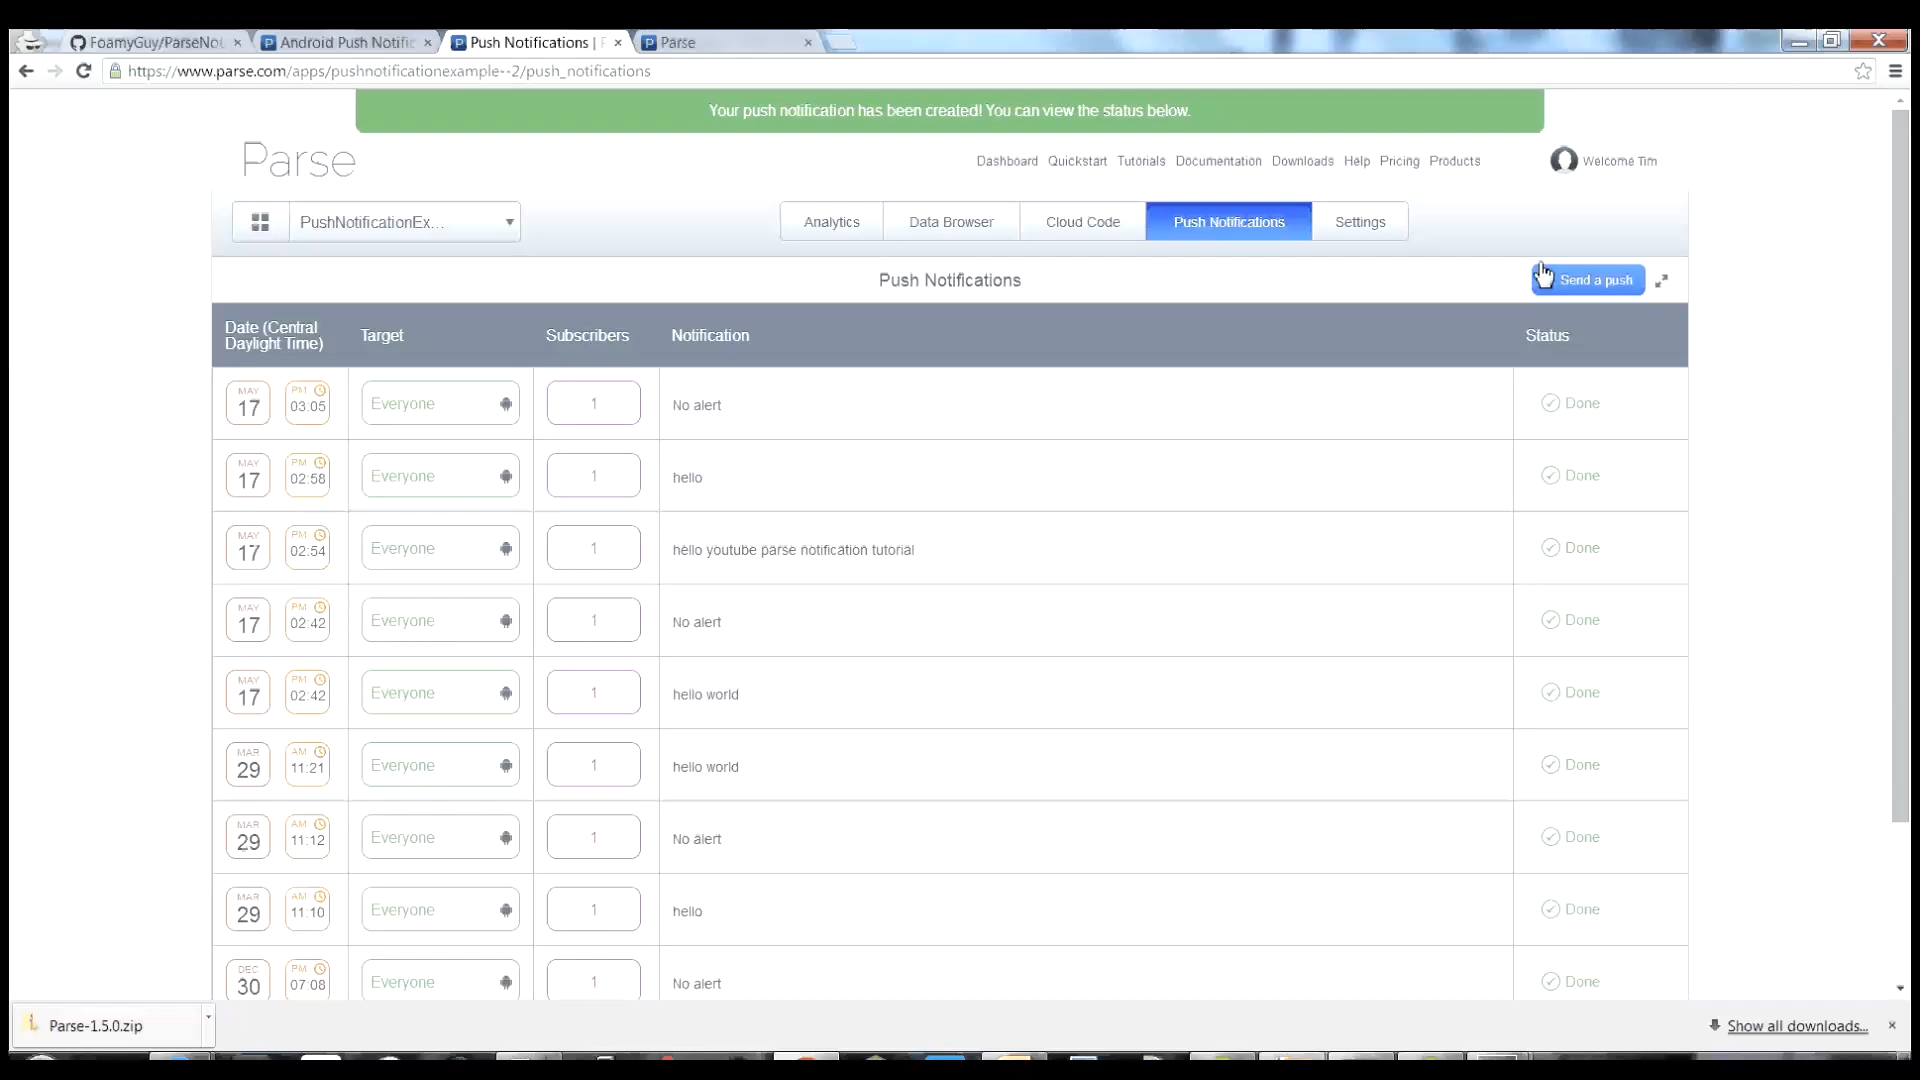 FoamyGuy/ParseNot
Android Push Notific
Push Notifications | P
Parse
https://www.parse.com/apps/pushnotificationexample--2/push_notifications
Your push notification has been created! You can view the status below.
Parse
Dashboard Quickstart Tutorials Documentation Downloads Help Pricing Products
Welcome Tim
PushNotificationEx...
Analytics Data Browser Cloud Code Push Notifications Settings
Push Notifications
Send a push
Date (Central Daylight Time) Target Subscribers Notification Status
MAY 17 PM 03:05 Everyone 1 No alert Done
MAY 17 PM 02:58 Everyone 1 hello Done
MAY 17 PM 02:54 Everyone 1 hello youtube parse notification tutorial Done
MAY 17 PM 02:42 Everyone 1 No alert Done
MAY 17 PM 02:42 Everyone 1 hello world Done
MAR 29 AM 11:21 Everyone 1 hello world Done
MAR 29 AM 11:12 Everyone 1 No alert Done
MAR 29 AM 11:10 Everyone 1 hello Done
DEC 30 PM 07:08 Everyone 1 No alert Done
Parse-1.5.0.zip
Show all downloads...